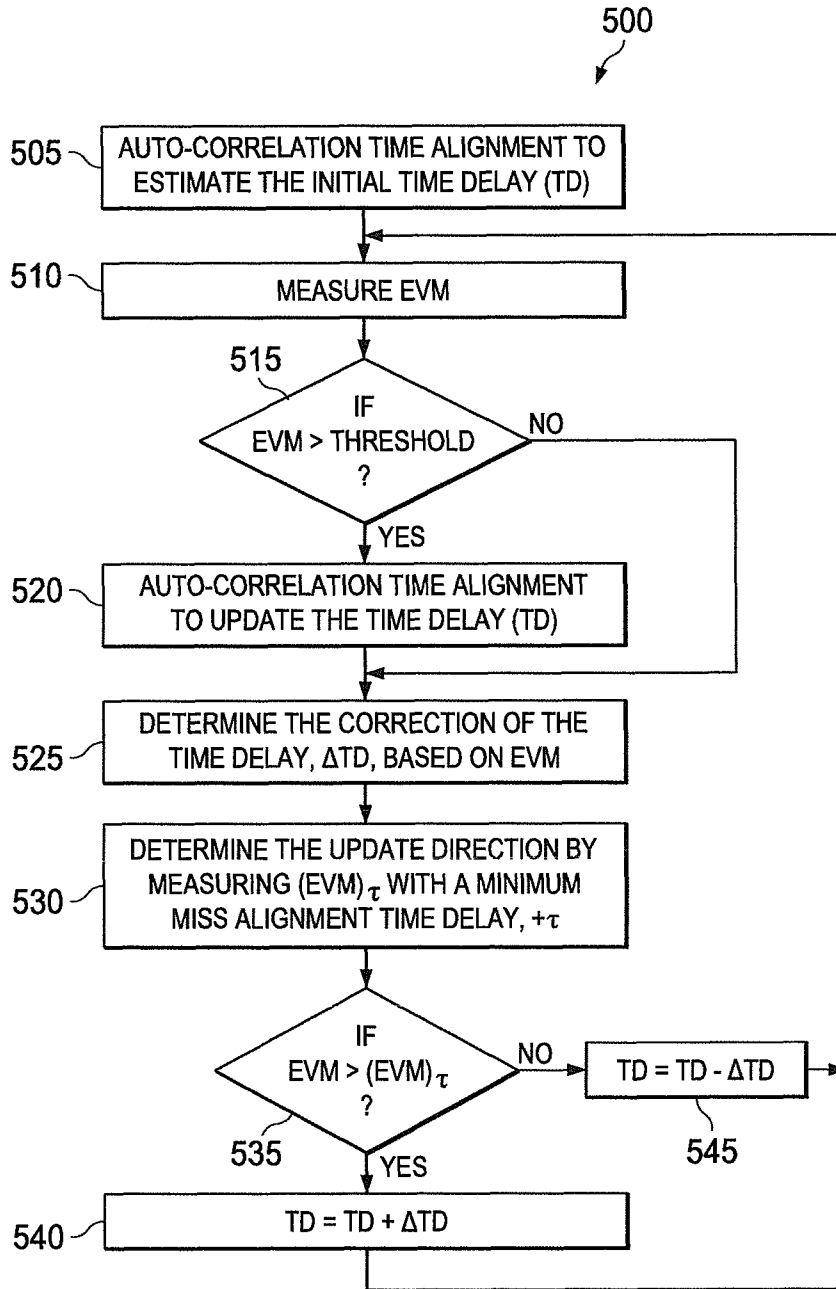 500
505
AUTO-CORRELATION TIME ALIGNMENT TO
ESTIMATE THE INITIAL TIME DELAY (TD)
510
MEASURE EVM
515
IF
EVM > THRESHOLD
?
NO
YES
520
AUTO-CORRELATION TIME ALIGNMENT
TO UPDATE THE TIME DELAY (TD)
525
DETERMINE THE CORRECTION OF THE
TIME DELAY, ΔTD, BASED ON EVM
530
DETERMINE THE UPDATE DIRECTION BY
MEASURING (EVM)τ WITH A MINIMUM
MISS ALIGNMENT TIME DELAY, +τ
IF
EVM > (EVM)τ
?
NO
535
YES
TD = TD - ΔTD
545
540
TD = TD + ΔTD